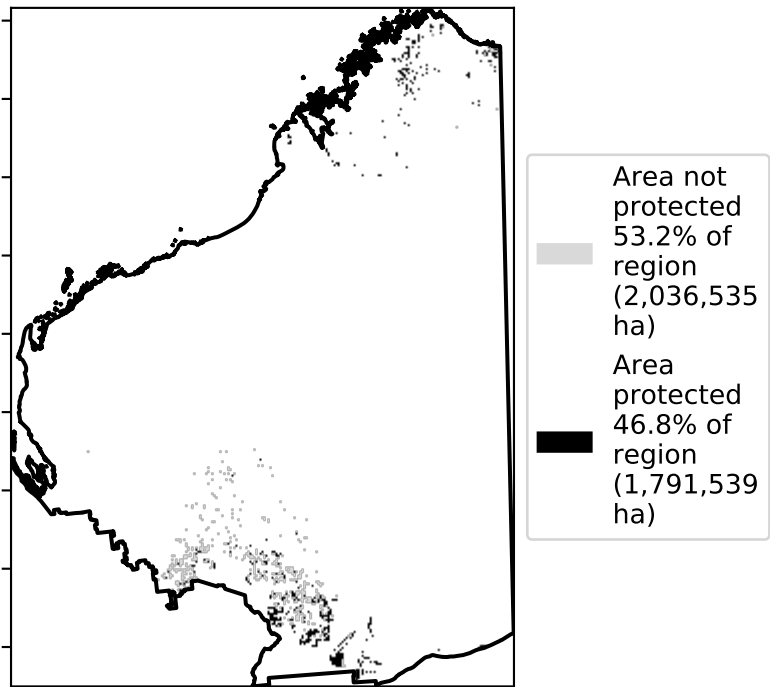 Area not
protected
53.2% of
region
(2,036,535
ha)
Area
protected
46.8% of
region
(1,791,539
ha)